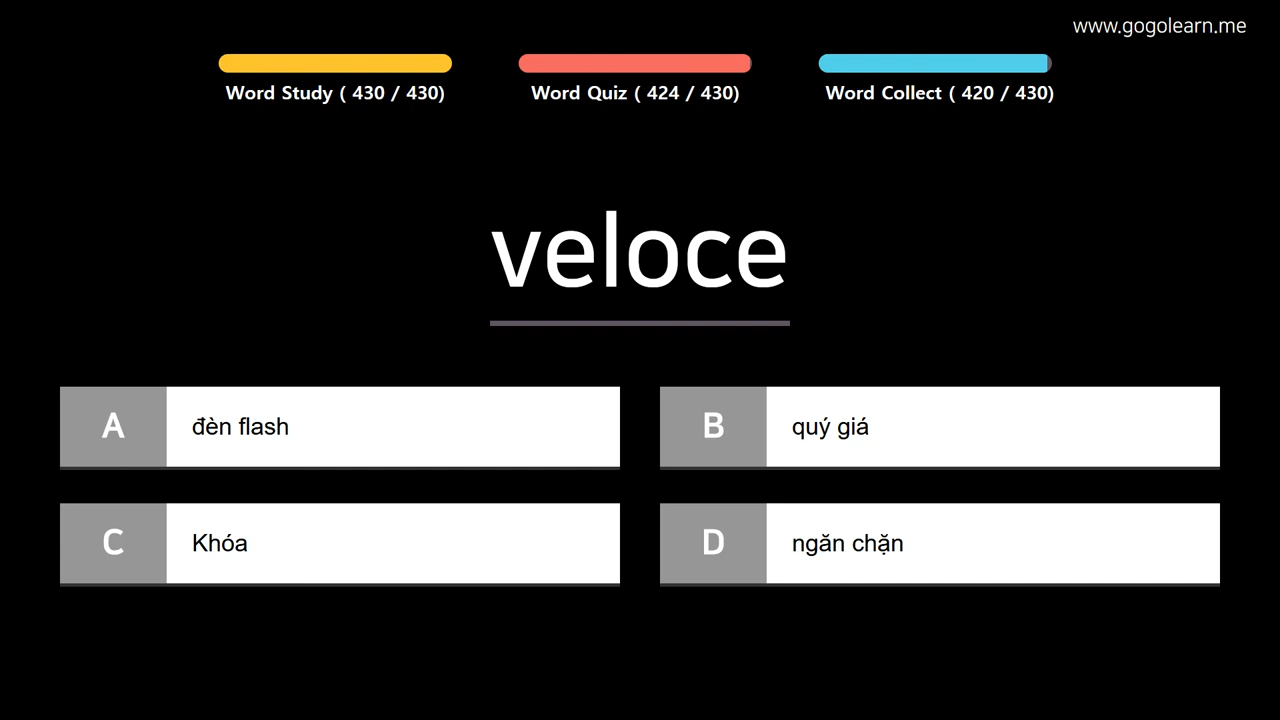 www.gogolearn.me
Word Study ( 430 / 430)
Word Quiz ( 424 / 430)
Word Collect ( 420 / 430)
veloce
A đèn flash
B quý giá
C Khóa
D ngăn chặn